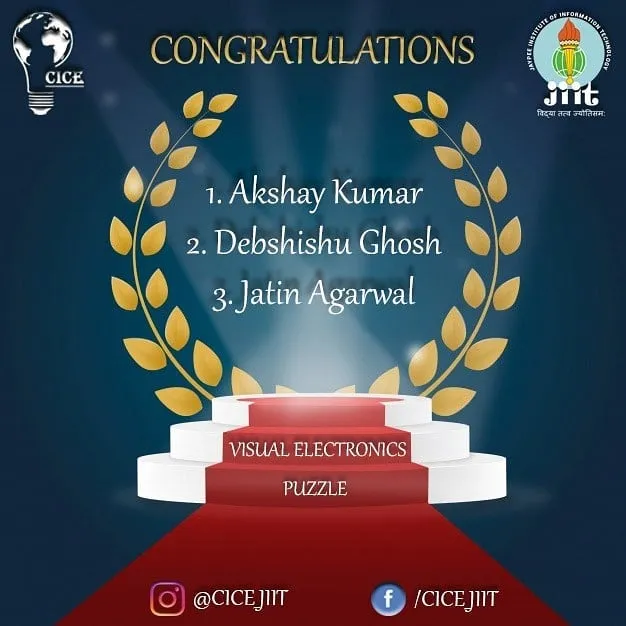 CICE
CONGRATULATIONS
JAYPEE INSTITUTE OF INFORMATION TECHNOLOGY
JIIT
विद्या तत्व ज्योतिसम:
1. Akshay Kumar
2. Debshishu Ghosh
3. Jatin Agarwal
VISUAL ELECTRONICS
PUZZLE
@CICEJIIT
/CICEJIIT